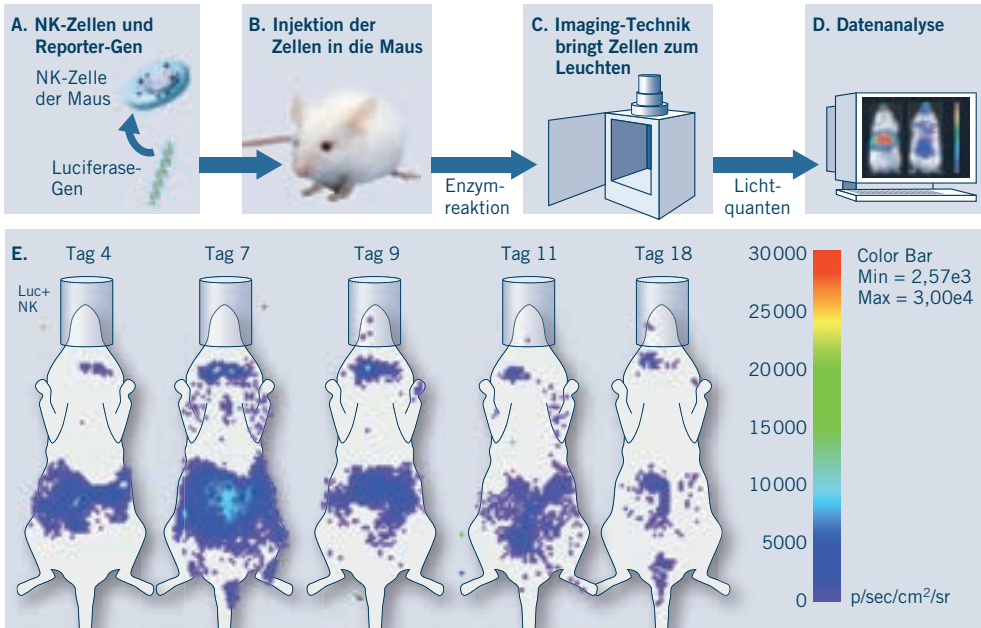 A. NK-Zellen und
Reporter-Gen
NK-Zelle
der Maus
Luciferase-
Gen
B. Injektion der
Zellen in die Maus
Enzym-
reaktion
C. Imaging-Technik
bringt Zellen zum
Leuchten
Licht-
quanten
D. Datenanalyse
E.
Tag 4
Tag 7
Tag 9
Tag 11
Tag 18
Luc+
NK
30000
25000
20000
15000
10000
5000
0
Color Bar
Min = 2,57e3
Max = 3,00e4
p/sec/cm²/sr